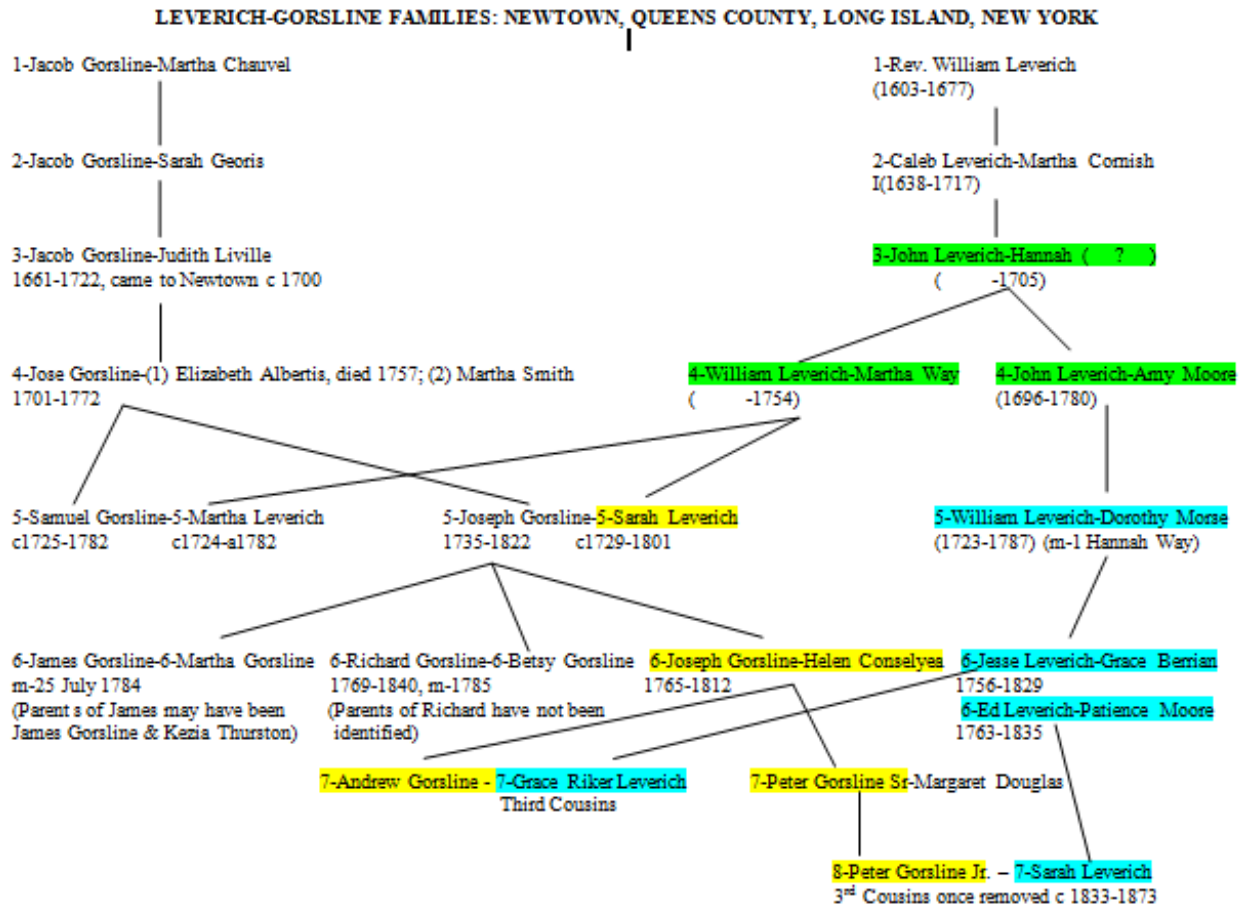 LEVERICH-GORSLINE FAMILIES: NEWTOWN, QUEENS COUNTY, LONG ISLAND, NEW YORK
1-Jacob Gorsline-Martha Chauvel
1-Rev. William Leverich
(1603-1677)
2-Jacob Gorsline-Sarah Georis
2-Caleb Leverich-Martha Cornish
I(1638-1717)
3-Jacob Gorsline-Judith Liville
1661-1722, came to Newtown c 1700
3-John Leverich-Hannah ( ? )
( -1705)
4-Jose Gorsline-(1) Elizabeth Albertis, died 1757; (2) Martha Smith
1701-1772
4-William Leverich-Martha Way
( -1754)
4-John Leverich-Amy Moore
(1696-1780)
5-Samuel Gorsline-5-Martha Leverich
c1725-1782 c1724-a1782
5-Joseph Gorsline-5-Sarah Leverich
1735-1822 c1729-1801
5-William Leverich-Dorothy Morse
(1723-1787) (m-1 Hannah Way)
6-James Gorsline-6-Martha Gorsline
m-25 July 1784
(Parent s of James may have been
James Gorsline & Kezia Thurston)
6-Richard Gorsline-6-Betsy Gorsline
1769-1840, m-1785
(Parents of Richard have not been
identified)
6-Joseph Gorsline-Helen Conselyea
1765-1812
6-Jesse Leverich-Grace Berrian
1756-1829
6-Ed Leverich-Patience Moore
1763-1835
7-Andrew Gorsline - 7-Grace Riker Leverich
Third Cousins
7-Peter Gorsline Sr-Margaret Douglas
8-Peter Gorsline Jr. – 7-Sarah Leverich
3rd Cousins once removed c 1833-1873